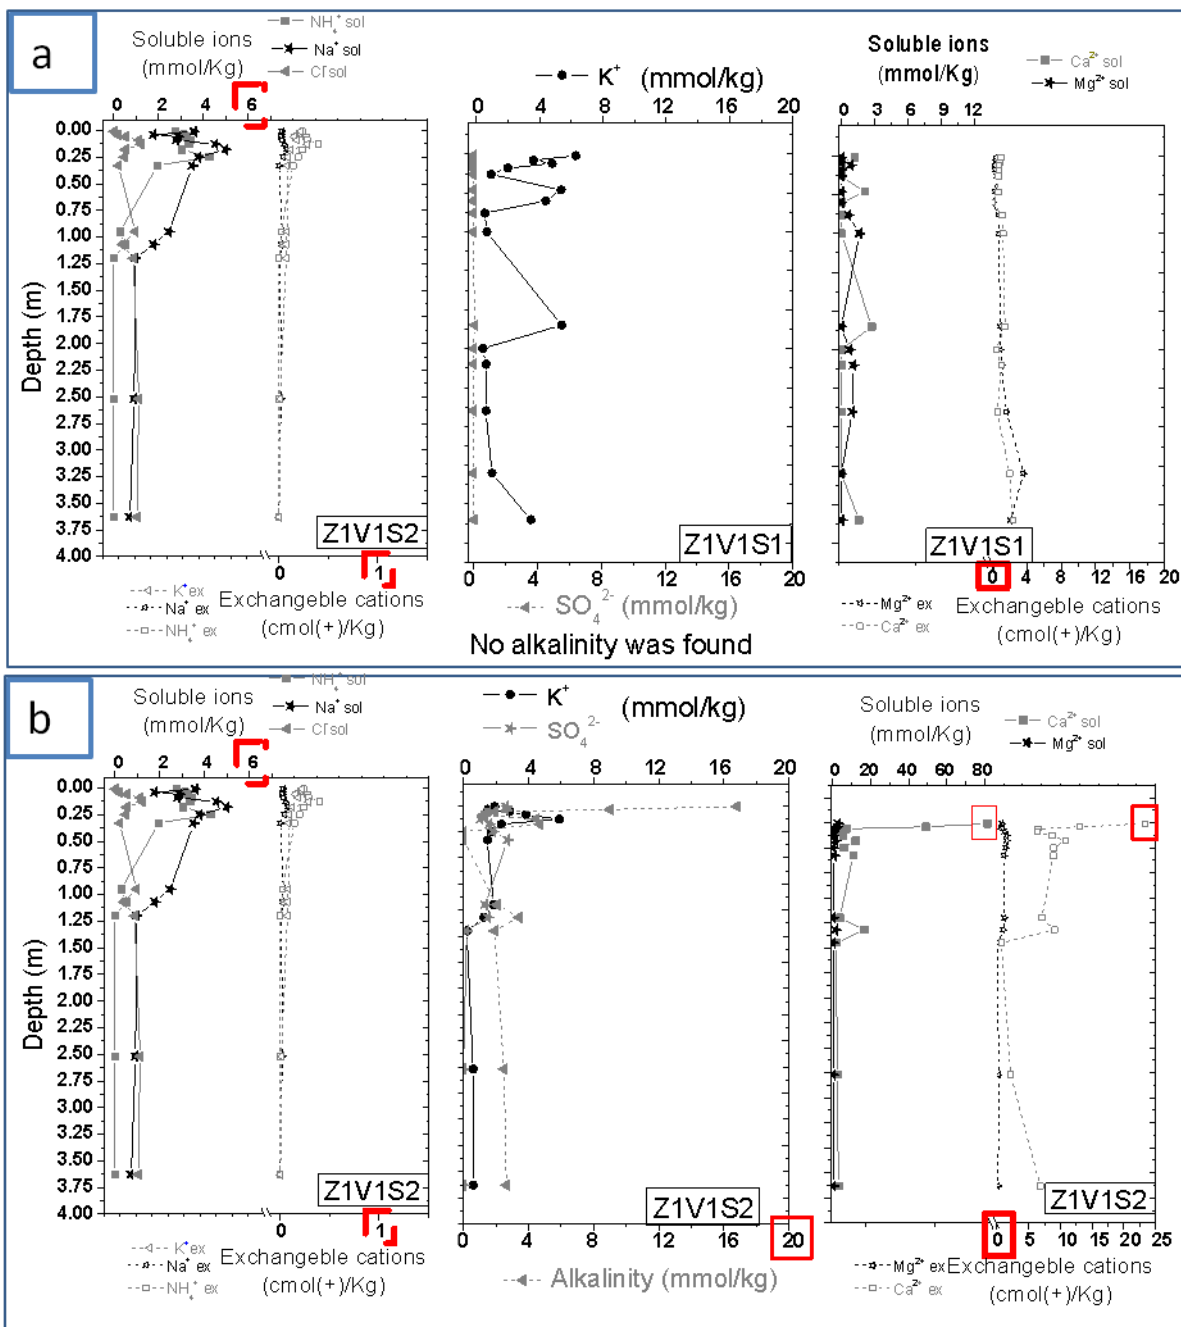 a
Soluble ions
(mmol/Kg)
NH₄⁺ sol
Na⁺ sol
Cl⁻ sol
0 2 4 6
0.00
0.25
0.50
0.75
1.00
1.25
1.50
1.75
2.00
2.25
2.50
2.75
3.00
3.25
3.50
3.75
4.00
Depth (m)
Z1V1S2
0 1
K⁺ ex
Na⁺ ex
NH₄⁺ ex
Exchangeble cations
(cmol(+)/Kg)
K⁺ (mmol/kg)
0 4 8 12 16 20
Z1V1S1
0 4 8 12 16 20
SO₄²⁻ (mmol/kg)
No alkalinity was found
Soluble ions
(mmol/Kg)
Ca²⁺ sol
Mg²⁺ sol
0 3 6 9 12
Z1V1S1
0 4 8 12 16 20
Mg²⁺ ex
Ca²⁺ ex
Exchangeble cations
(cmol(+)/Kg)
b
Soluble ions
(mmol/Kg)
NH₄⁺ sol
Na⁺ sol
Cl⁻ sol
0 2 4 6
0.00
0.25
0.50
0.75
1.00
1.25
1.50
1.75
2.00
2.25
2.50
2.75
3.00
3.25
3.50
3.75
4.00
Depth (m)
Z1V1S2
0 1
K⁺ ex
Na⁺ ex
NH₄⁺ ex
Exchangeble cations
(cmol(+)/Kg)
K⁺ (mmol/kg)
SO₄²⁻
0 4 8 12 16 20
Z1V1S2
0 4 8 12 16 20
Alkalinity (mmol/kg)
Soluble ions
(mmol/Kg)
Ca²⁺ sol
Mg²⁺ sol
0 20 40 60 80
Z1V1S2
0 5 10 15 20 25
Mg²⁺ ex
Ca²⁺ ex
Exchangeble cations
(cmol(+)/Kg)